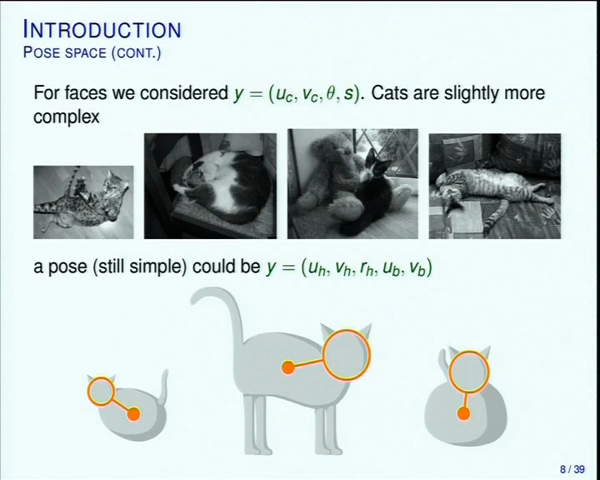 INTRODUCTION
POSE SPACE (CONT.)
For faces we considered y = (u_c, v_c, θ, s). Cats are slightly more
complex
a pose (still simple) could be y = (u_h, v_h, r_h, u_b, v_b)
8 / 39